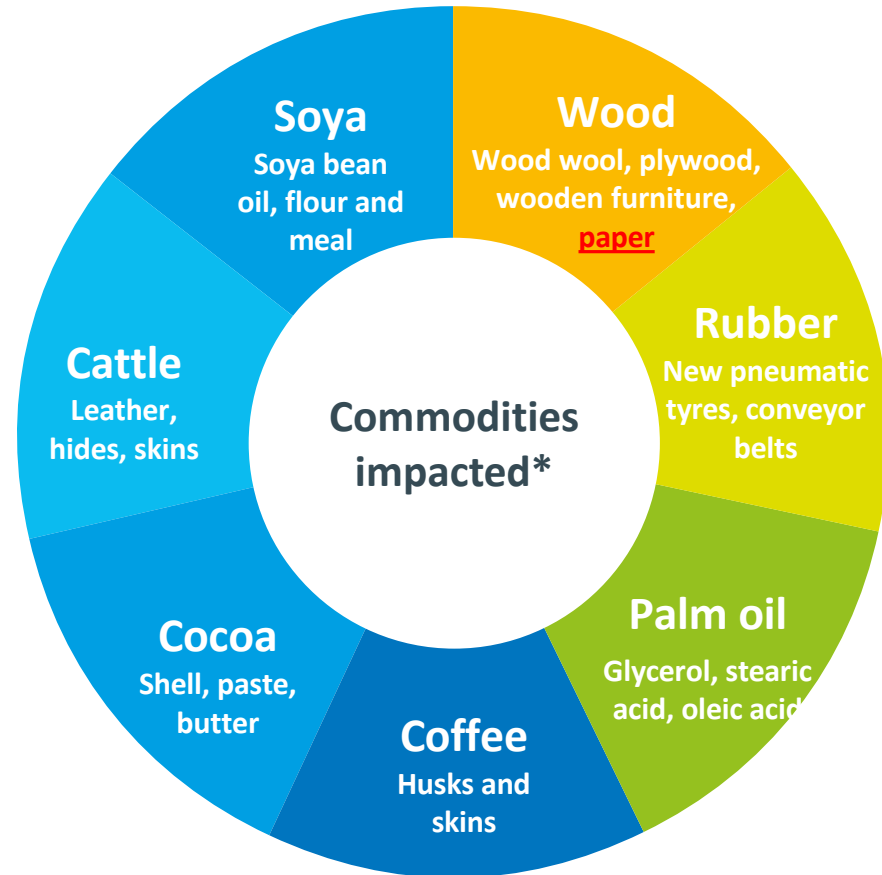 Soya
Soya bean
oil, flour and
meal
Wood
Wood wool, plywood,
wooden furniture,
paper
Rubber
New pneumatic
tyres, conveyor
belts
Palm oil
Glycerol, stearic
acid, oleic acid
Coffee
Husks and
skins
Cocoa
Shell, paste,
butter
Cattle
Leather,
hides, skins
Commodities
impacted*